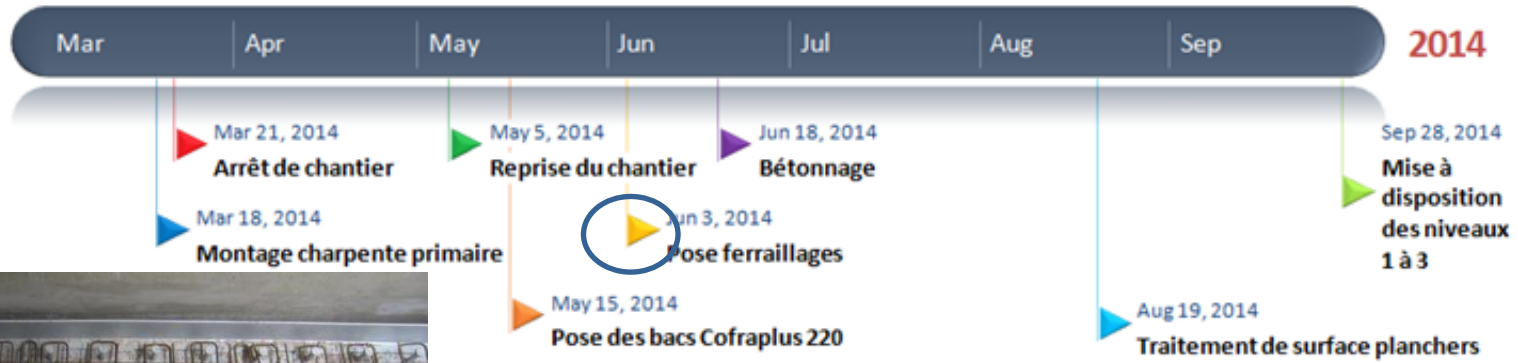 Mar Apr May Jun Jul Aug Sep 2014
Mar 21, 2014
Arrêt de chantier
May 5, 2014
Reprise du chantier
Jun 18, 2014
Bétonnage
Sep 28, 2014
Mise à
disposition
des niveaux
1 à 3
Mar 18, 2014
Montage charpente primaire
Jun 3, 2014
Pose ferraillages
May 15, 2014
Pose des bacs Cofraplus 220
Aug 19, 2014
Traitement de surface planchers